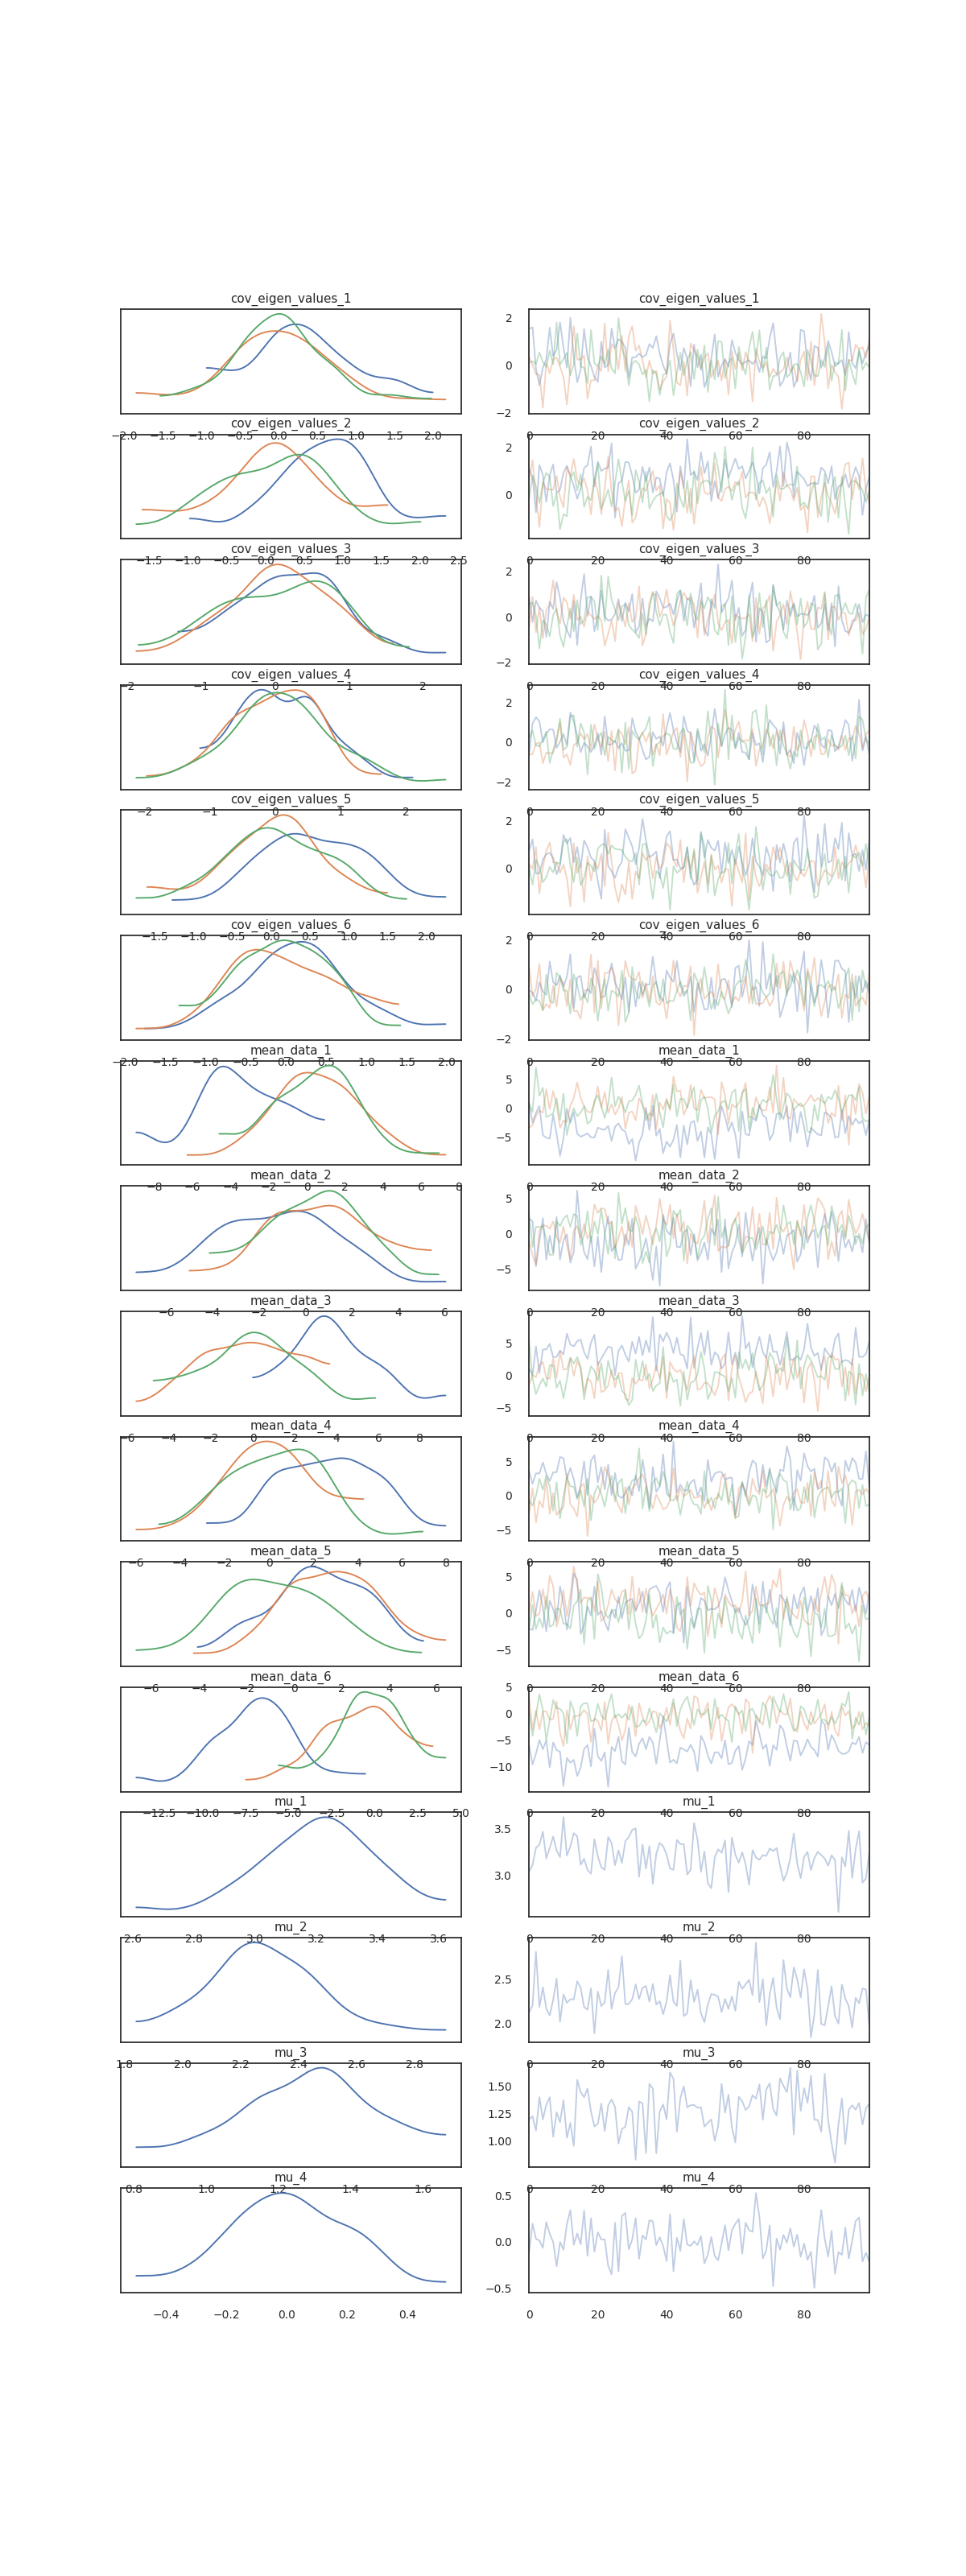 cov_eigen_values_1 cov_eigen_values_1
2
0
−2
cov_eigen_values_2 cov_eigen_values_2
−2.0 −1.5 −1.0 −0.5 0.0 0.5 1.0 1.5 2.0 0 20 40 60 80
2
0
cov_eigen_values_3 cov_eigen_values_3
−1.5 −1.0 −0.5 0.0 0.5 1.0 1.5 2.0 2.5 0 20 40 60 80
2
0
−2
cov_eigen_values_4 cov_eigen_values_4
−2 −1 0 1 2 0 20 40 60 80
2
0
−2
cov_eigen_values_5 cov_eigen_values_5
−2 −1 0 1 2 0 20 40 60 80
2
0
cov_eigen_values_6 cov_eigen_values_6
−1.5 −1.0 −0.5 0.0 0.5 1.0 1.5 2.0 0 20 40 60 80
2
0
−2
mean_data_1 mean_data_1
−2.0 −1.5 −1.0 −0.5 0.0 0.5 1.0 1.5 2.0 0 20 40 60 80
5
0
−5
mean_data_2 mean_data_2
−8 −6 −4 −2 0 2 4 6 8 0 20 40 60 80
5
0
−5
mean_data_3 mean_data_3
−6 −4 −2 0 2 4 6 0 20 40 60 80
5
0
−5
mean_data_4 mean_data_4
−6 −4 −2 0 2 4 6 8 0 20 40 60 80
5
0
−5
mean_data_5 mean_data_5
−6 −4 −2 0 2 4 6 8 0 20 40 60 80
5
0
−5
mean_data_6 mean_data_6
−6 −4 −2 0 2 4 6 0 20 40 60 80
5
0
−5
−10
mu_1 mu_1
−12.5 −10.0 −7.5 −5.0 −2.5 0.0 2.5 5.0 0 20 40 60 80
3.5
3.0
mu_2 mu_2
2.6 2.8 3.0 3.2 3.4 3.6 0 20 40 60 80
2.5
2.0
mu_3 mu_3
1.8 2.0 2.2 2.4 2.6 2.8 0 20 40 60 80
1.50
1.25
1.00
mu_4 mu_4
0.8 1.0 1.2 1.4 1.6 0 20 40 60 80
0.5
0.0
−0.5
−0.4 −0.2 0.0 0.2 0.4 0 20 40 60 80